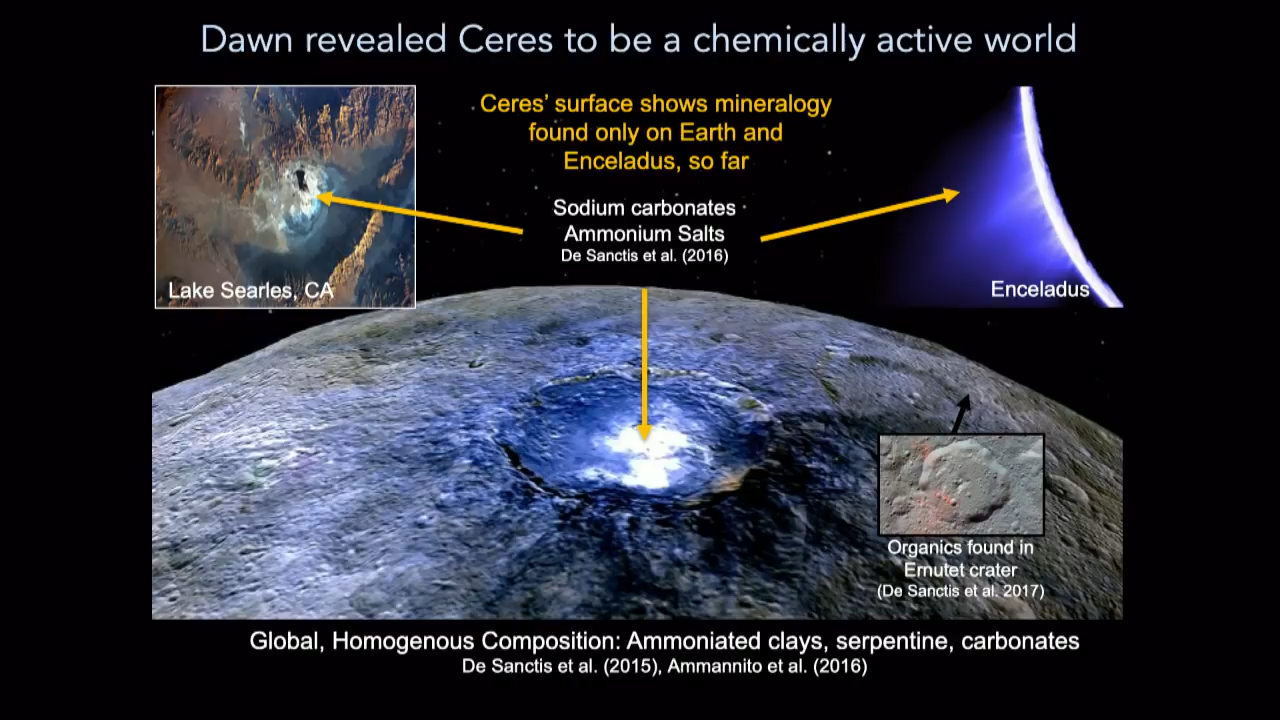 Dawn revealed Ceres to be a chemically active world
Ceres' surface shows mineralogy
found only on Earth and
Enceladus, so far
Sodium carbonates
Ammonium Salts
De Sanctis et al. (2016)
Lake Searles, CA
Enceladus
Organics found in
Ernutet crater
(De Sanctis et al. 2017)
Global, Homogenous Composition: Ammoniated clays, serpentine, carbonates
De Sanctis et al. (2015), Ammannito et al. (2016)